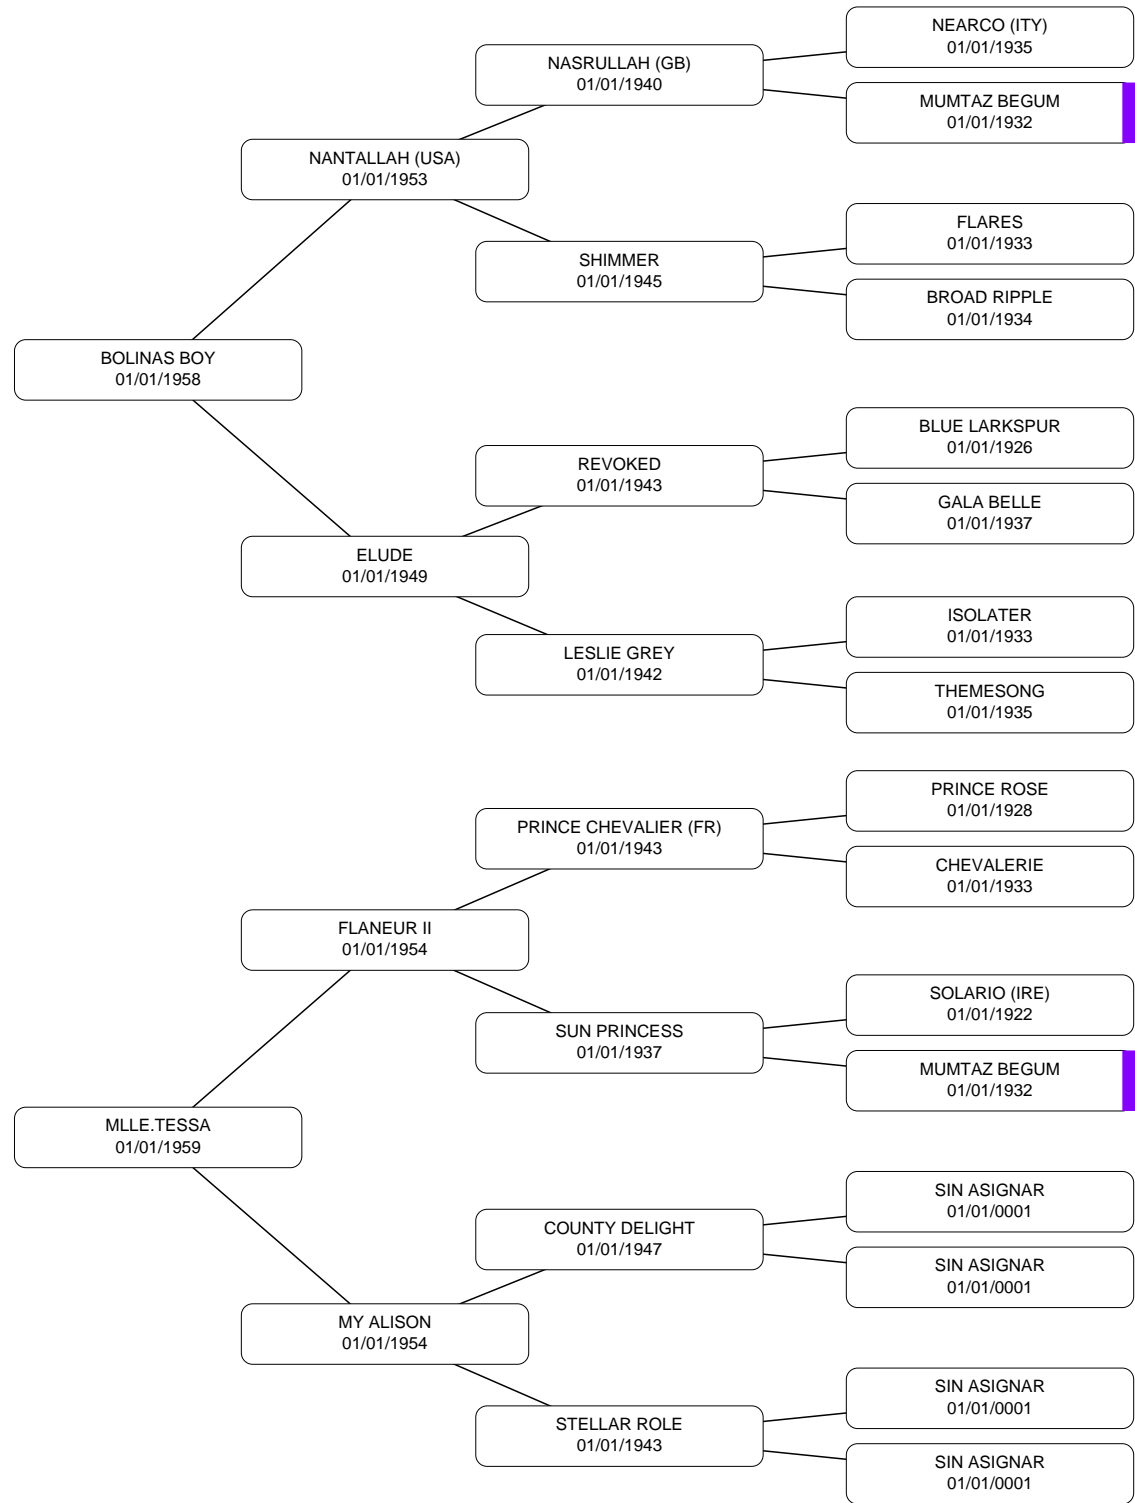 NEARCO (ITY)
01/01/1935
NASRULLAH (GB)
01/01/1940
MUMTAZ BEGUM
01/01/1932
NANTALLAH (USA)
01/01/1953
FLARES
01/01/1933
SHIMMER
01/01/1945
BROAD RIPPLE
01/01/1934
BOLINAS BOY
01/01/1958
BLUE LARKSPUR
01/01/1926
REVOKED
01/01/1943
GALA BELLE
01/01/1937
ELUDE
01/01/1949
ISOLATER
01/01/1933
LESLIE GREY
01/01/1942
THEMESONG
01/01/1935
PRINCE ROSE
01/01/1928
PRINCE CHEVALIER (FR)
01/01/1943
CHEVALERIE
01/01/1933
FLANEUR II
01/01/1954
SOLARIO (IRE)
01/01/1922
SUN PRINCESS
01/01/1937
MUMTAZ BEGUM
01/01/1932
MLLE.TESSA
01/01/1959
SIN ASIGNAR
01/01/0001
COUNTY DELIGHT
01/01/1947
SIN ASIGNAR
01/01/0001
MY ALISON
01/01/1954
SIN ASIGNAR
01/01/0001
STELLAR ROLE
01/01/1943
SIN ASIGNAR
01/01/0001